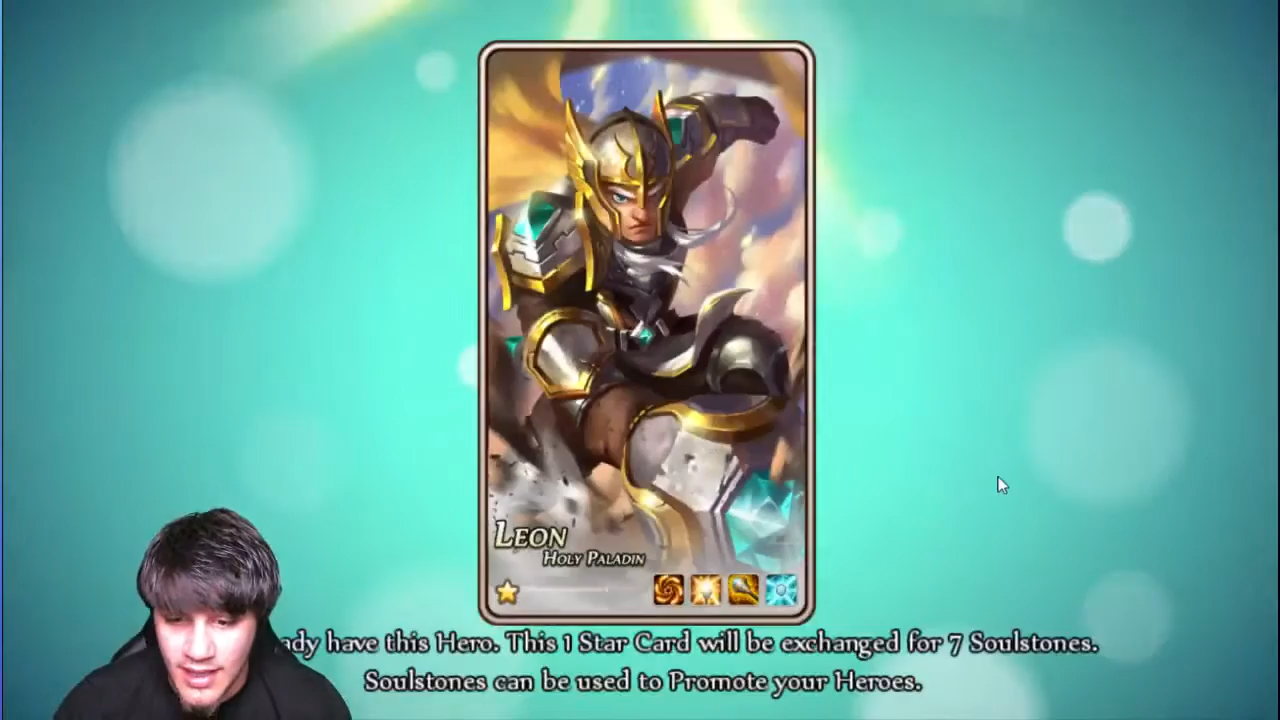 LEON
HOLY PALADIN
have this Hero. This 1 Star Card will be exchanged for 7 Soulstones.
Soulstones can be used to Promote your Heroes.